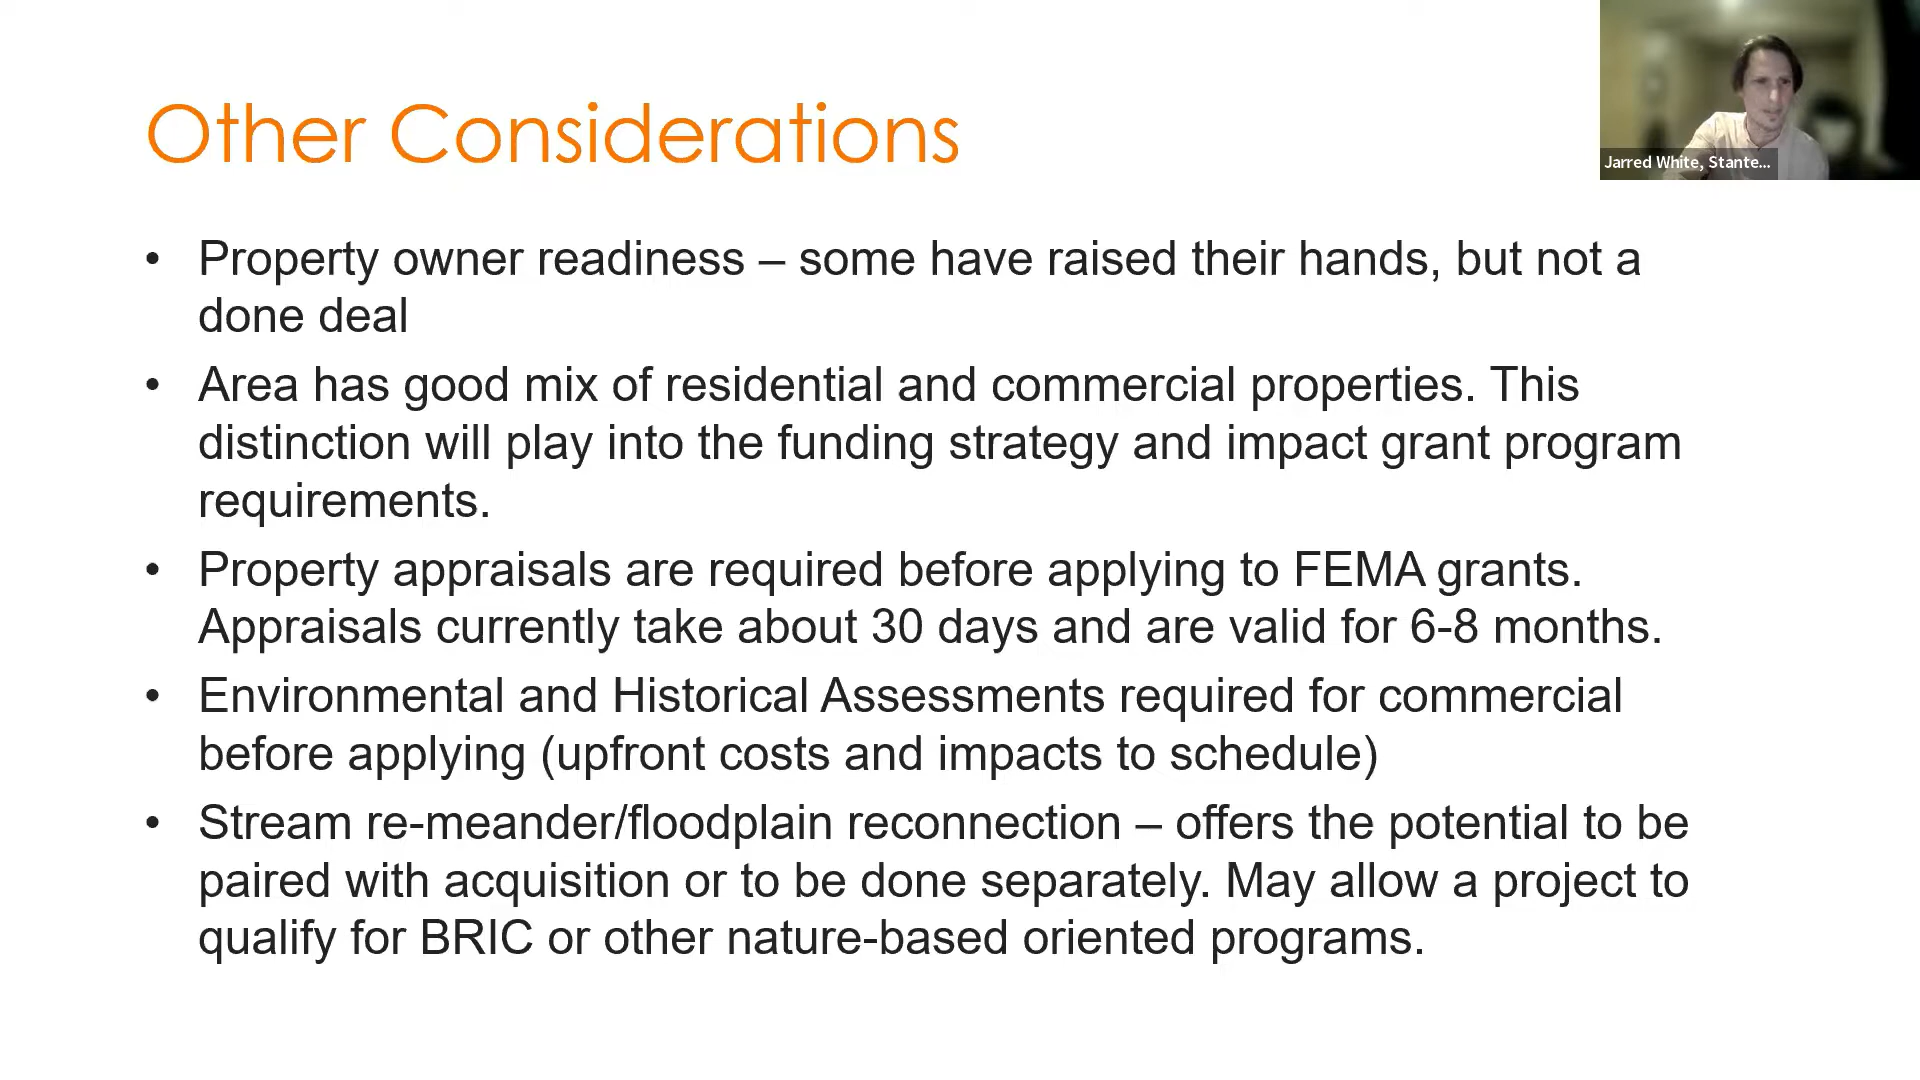 Other Considerations
Jarred White, Stante...
• Property owner readiness – some have raised their hands, but not a
done deal
• Area has good mix of residential and commercial properties. This
distinction will play into the funding strategy and impact grant program
requirements.
• Property appraisals are required before applying to FEMA grants.
Appraisals currently take about 30 days and are valid for 6-8 months.
• Environmental and Historical Assessments required for commercial
before applying (upfront costs and impacts to schedule)
• Stream re-meander/floodplain reconnection – offers the potential to be
paired with acquisition or to be done separately. May allow a project to
qualify for BRIC or other nature-based oriented programs.